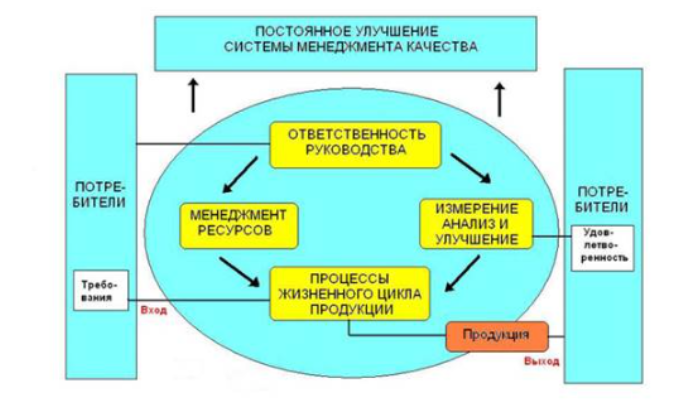 ПОСТОЯННОЕ УЛУЧШЕНИЕ
СИСТЕМЫ МЕНЕДЖМЕНТА КАЧЕСТВА
ОТВЕТСТВЕННОСТЬ
РУКОВОДСТВА
ПОТРЕ-
БИТЕЛИ
МЕНЕДЖМЕНТ
РЕСУРСОВ
ИЗМЕРЕНИЕ
АНАЛИЗ И
УЛУЧШЕНИЕ
ПОТРЕ-
БИТЕЛИ
Удов-
летво-
ренность
Требо-
вания
Вход
ПРОЦЕССЫ
ЖИЗНЕННОГО ЦИКЛА
ПРОДУКЦИИ
Продукция
Выход